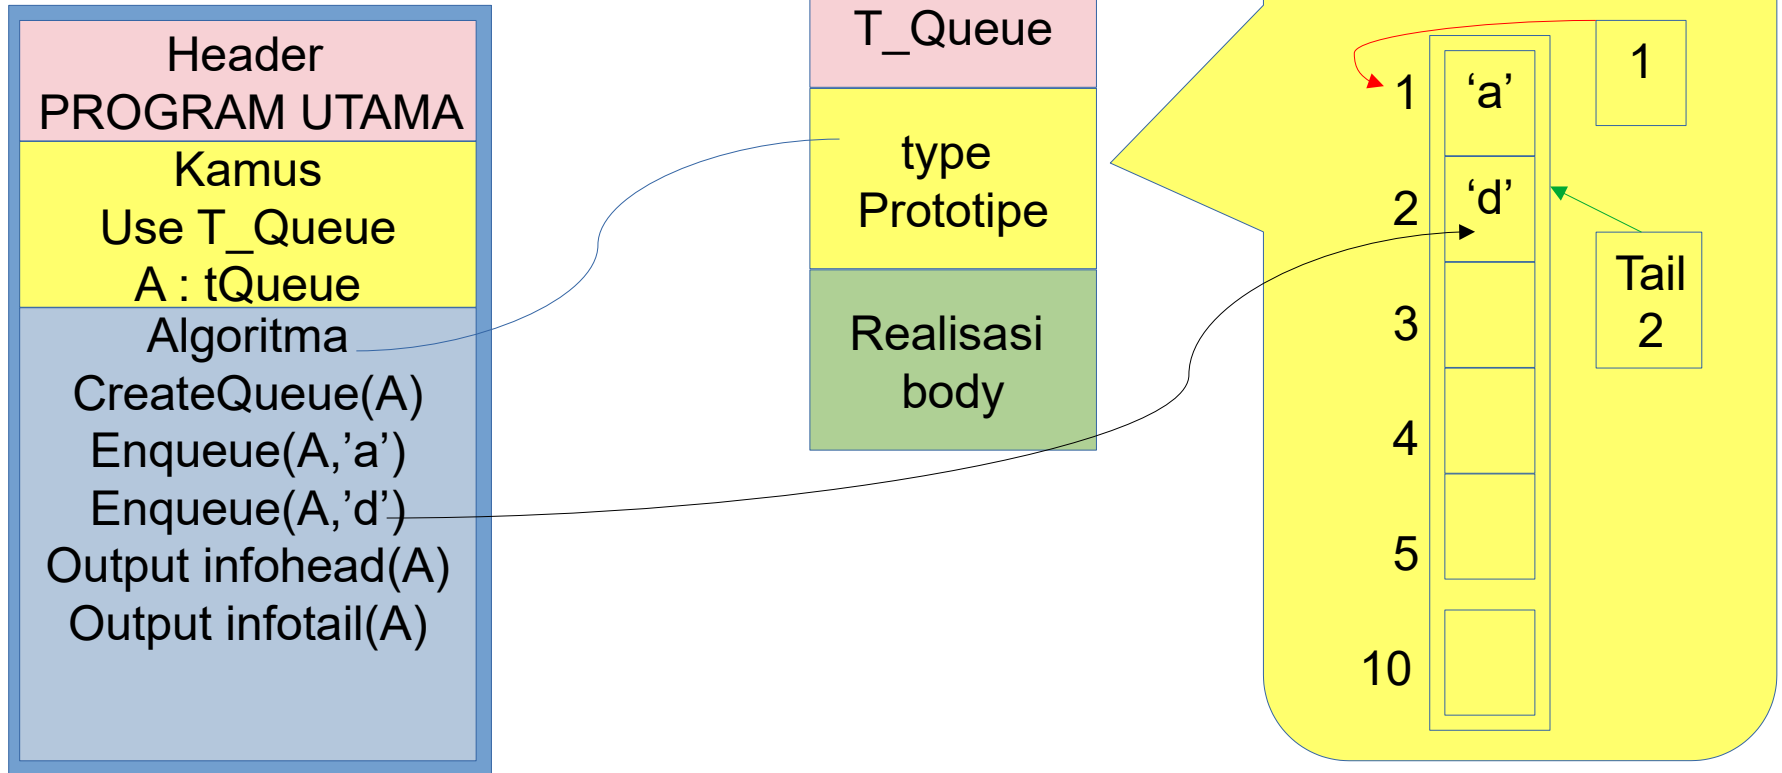 Header
PROGRAM UTAMA
Kamus
Use T_Queue
A : tQueue
Algoritma
CreateQueue(A)
Enqueue(A,’a’)
Enqueue(A,’d’)
Output infohead(A)
Output infotail(A)
T_Queue
type
Prototipe
Realisasi
body
1
‘a’
2
‘d’
3
4
5
10
1
Tail
2